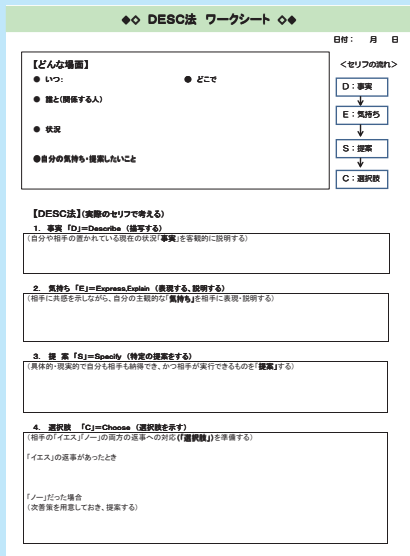 ◆◇ DESC法 ワークシート ◇◆
日付： 月 日
【どんな場面】
● いつ： ● どこで
● 誰と(関係する人)
● 状況
●自分の気持ち・提案したいこと
＜セリフの流れ＞
D：事実
E：気持ち
S：提案
C：選択肢
【DESC法】(実際のセリフで考える)
1. 事実 「D」=Describe （描写する）
(自分や相手の置かれている現在の状況「事実」を客観的に説明する)
2. 気持ち 「E」=Express,Explain （表現する、説明する）
(相手に共感を示しながら、自分の主観的な「気持ち」を相手に表現・説明する)
3. 提 案 「S」=Specify （特定の提案をする）
(具体的・現実的で自分も相手も納得でき、かつ相手が実行できるものを「提案」する)
4. 選択肢 「C」=Choose （選択肢を示す）
(相手の「イエス」「ノー」の両方の返事への対応(「選択肢」)を準備する)
「イエス」の返事があったとき
「ノー」だった場合
(次善策を用意しておき、提案する)